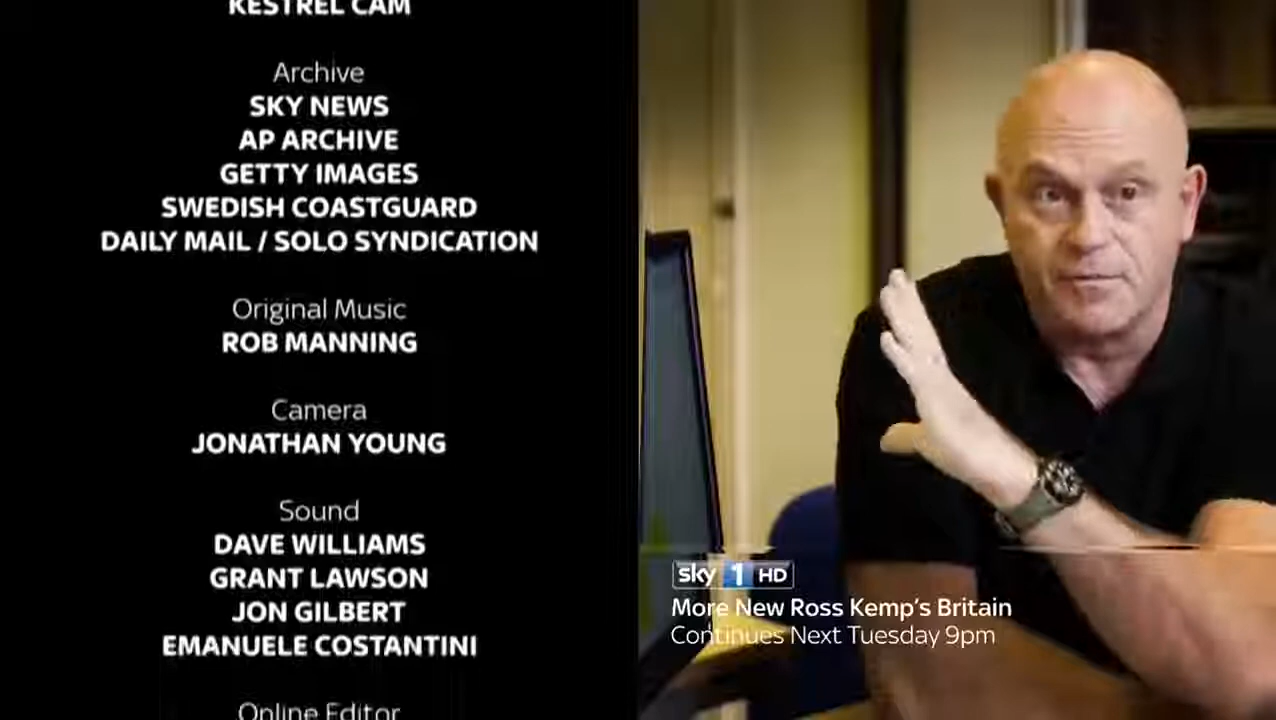 KESTREL CAM
Archive
SKY NEWS
AP ARCHIVE
GETTY IMAGES
SWEDISH COASTGUARD
DAILY MAIL / SOLO SYNDICATION
Original Music
ROB MANNING
Camera
JONATHAN YOUNG
Sound
DAVE WILLIAMS
GRANT LAWSON
JON GILBERT
EMANUELE COSTANTINI
Online Editor
sky 1 HD
More New Ross Kemp's Britain
Continues Next Tuesday 9pm